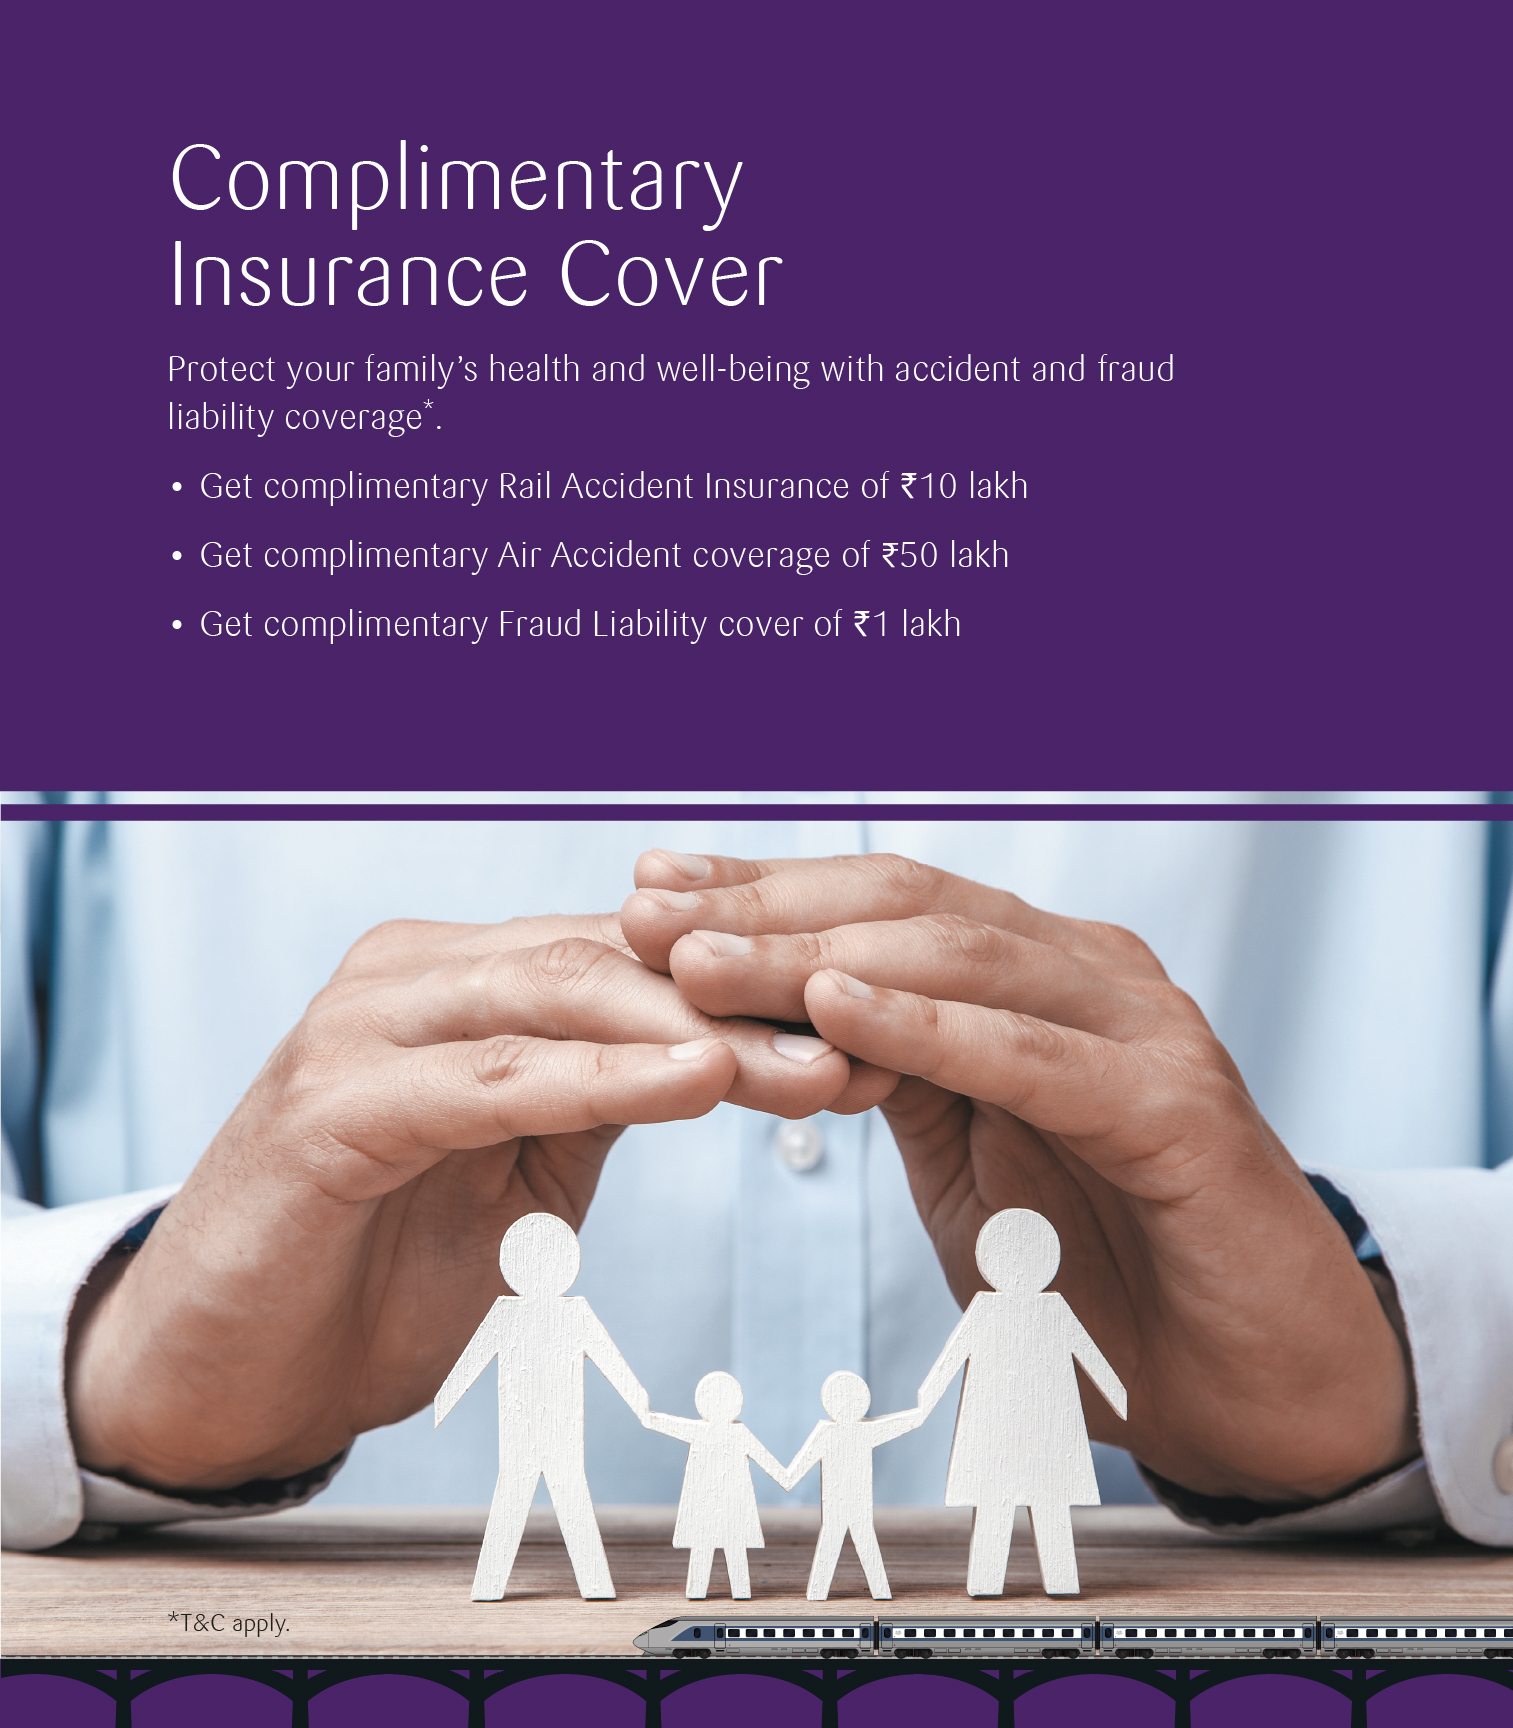 Complimentary
Insurance Cover
Protect your family’s health and well-being with accident and fraud
liability coverage*.
• Get complimentary Rail Accident Insurance of ₹10 lakh
• Get complimentary Air Accident coverage of ₹50 lakh
• Get complimentary Fraud Liability cover of ₹1 lakh
*T&C apply.